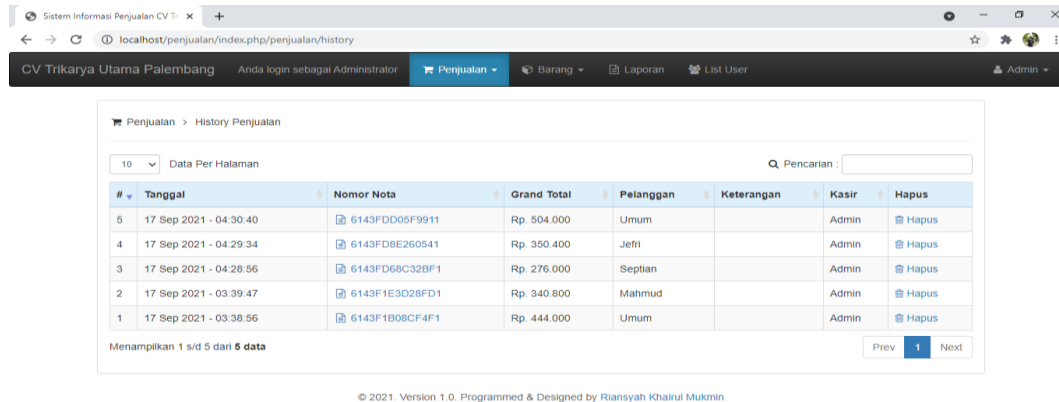 Sistem Informasi Penjualan CV Tr
localhost/penjualan/index.php/penjualan/history
CV Trikarya Utama Palembang Anda login sebagai Administrator Penjualan Barang Laporan List User Admin
Penjualan > History Penjualan
10 Data Per Halaman Pencarian :
# Tanggal Nomor Nota Grand Total Pelanggan Keterangan Kasir Hapus
5 17 Sep 2021 - 04:30:40 6143FDD05F9911 Rp. 504.000 Umum Admin Hapus
4 17 Sep 2021 - 04:29:34 6143FD8E260541 Rp. 350.400 Jefri Admin Hapus
3 17 Sep 2021 - 04:28:56 6143FD68C32BF1 Rp. 276.000 Septian Admin Hapus
2 17 Sep 2021 - 03:39:47 6143F1E3D28FD1 Rp. 340.800 Mahmud Admin Hapus
1 17 Sep 2021 - 03:38:56 6143F1B08CF4F1 Rp. 444.000 Umum Admin Hapus
Menampilkan 1 s/d 5 dari 5 data Prev 1 Next
© 2021. Version 1.0. Programmed & Designed by Riansyah Khairul Mukmin